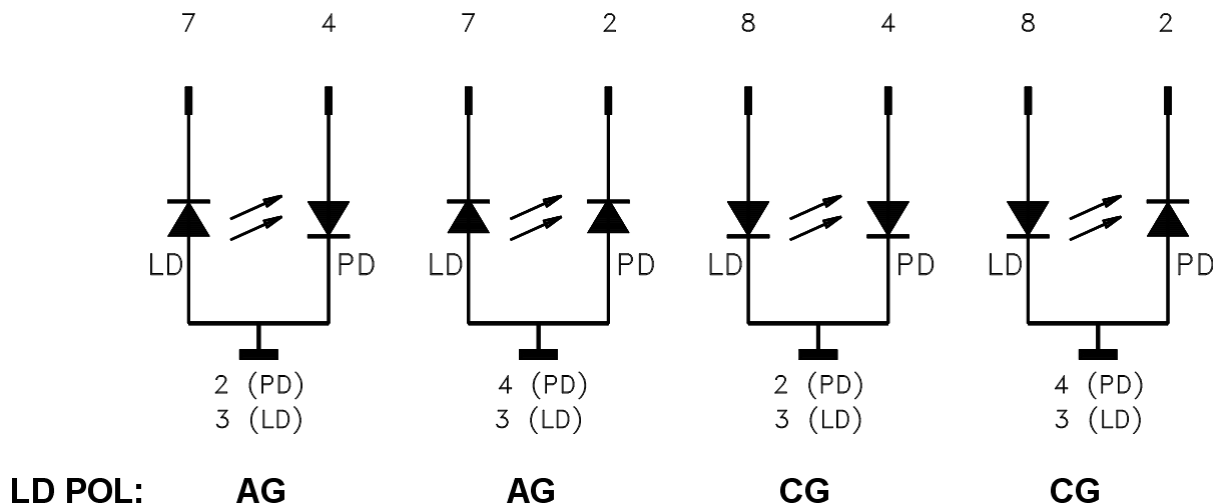 7 4 7 2 8 4 8 2
LD PD LD PD LD PD LD PD
2 (PD) 4 (PD) 2 (PD) 4 (PD)
3 (LD) 3 (LD) 3 (LD) 3 (LD)
LD POL: AG AG CG CG